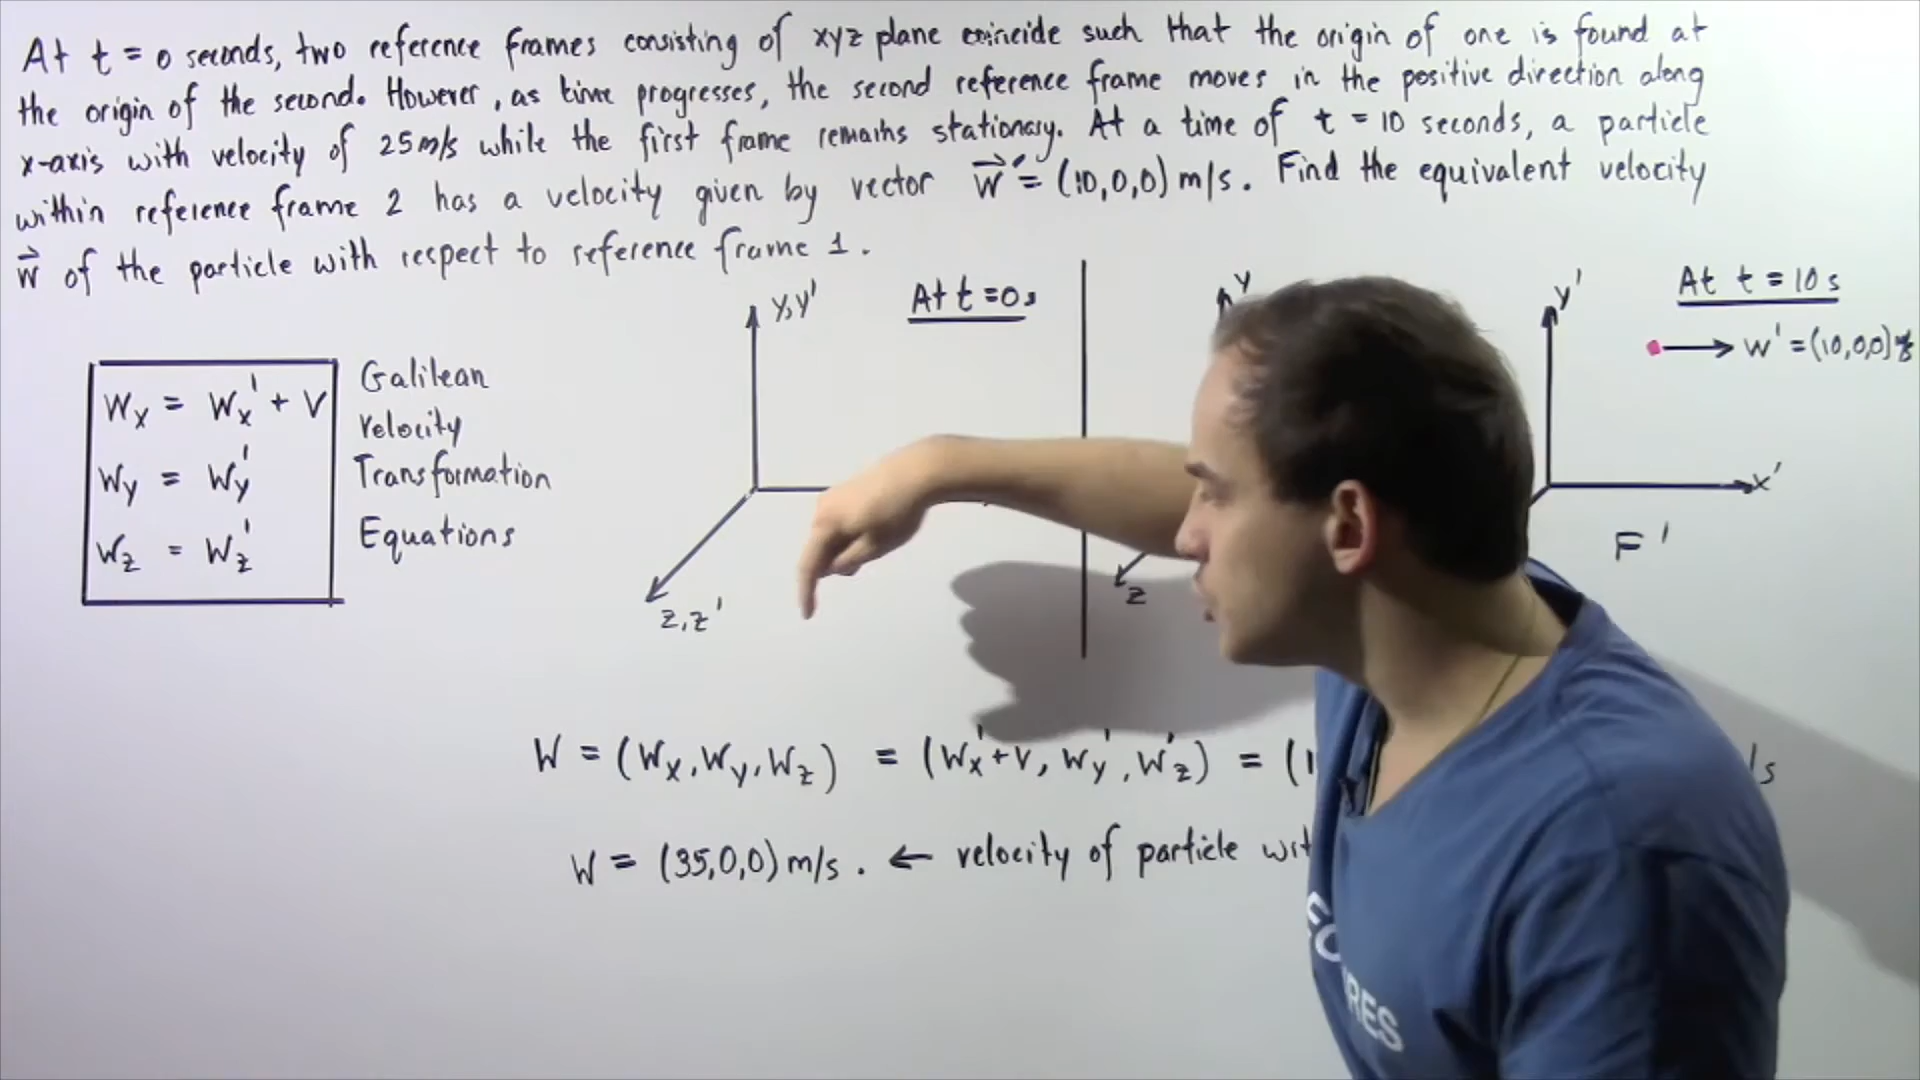 At t = 0 seconds, two reference frames consisting of xyz plane coincide such that the origin of one is found at
the origin of the second. However, as time progresses, the second reference frame moves in the positive direction along
x-axis with velocity of 25m/s while the first frame remains stationary. At a time of t = 10 seconds, a particle
within reference frame 2 has a velocity given by vector w⃗' = (10,0,0) m/s. Find the equivalent velocity
w⃗ of the particle with respect to reference frame 1.
Wx = Wx' + V
Wy = Wy'
Wz = Wz'
Galilean
Velocity
Transformation
Equations
y,y'
At t = 0s
z,z'
y
z
y'
At t = 10 s
W' = (10,0,0) m/s
x'
F'
W = (Wx, Wy, Wz) = (Wx'+V, Wy', Wz') = (1
/s
W = (35,0,0) m/s. ← velocity of particle wit